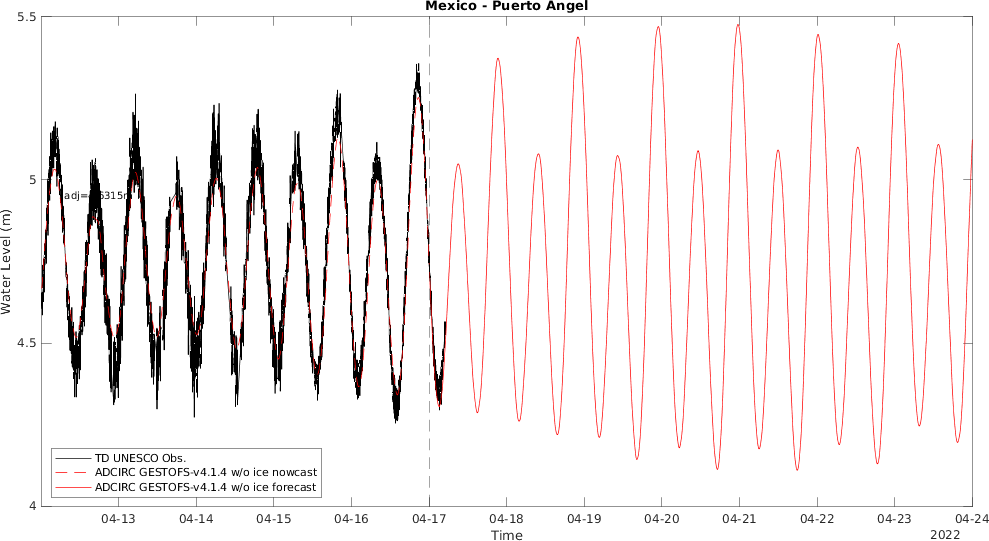 Mexico - Puerto Angel
5.5
5
4.5
4
Water Level (m)
TD UNESCO Obs.
ADCIRC GESTOFS-v4.1.4 w/o ice nowcast
ADCIRC GESTOFS-v4.1.4 w/o ice forecast
04-13 04-14 04-15 04-16 04-17 04-18 04-19 04-20 04-21 04-22 04-23 04-24
Time
2022